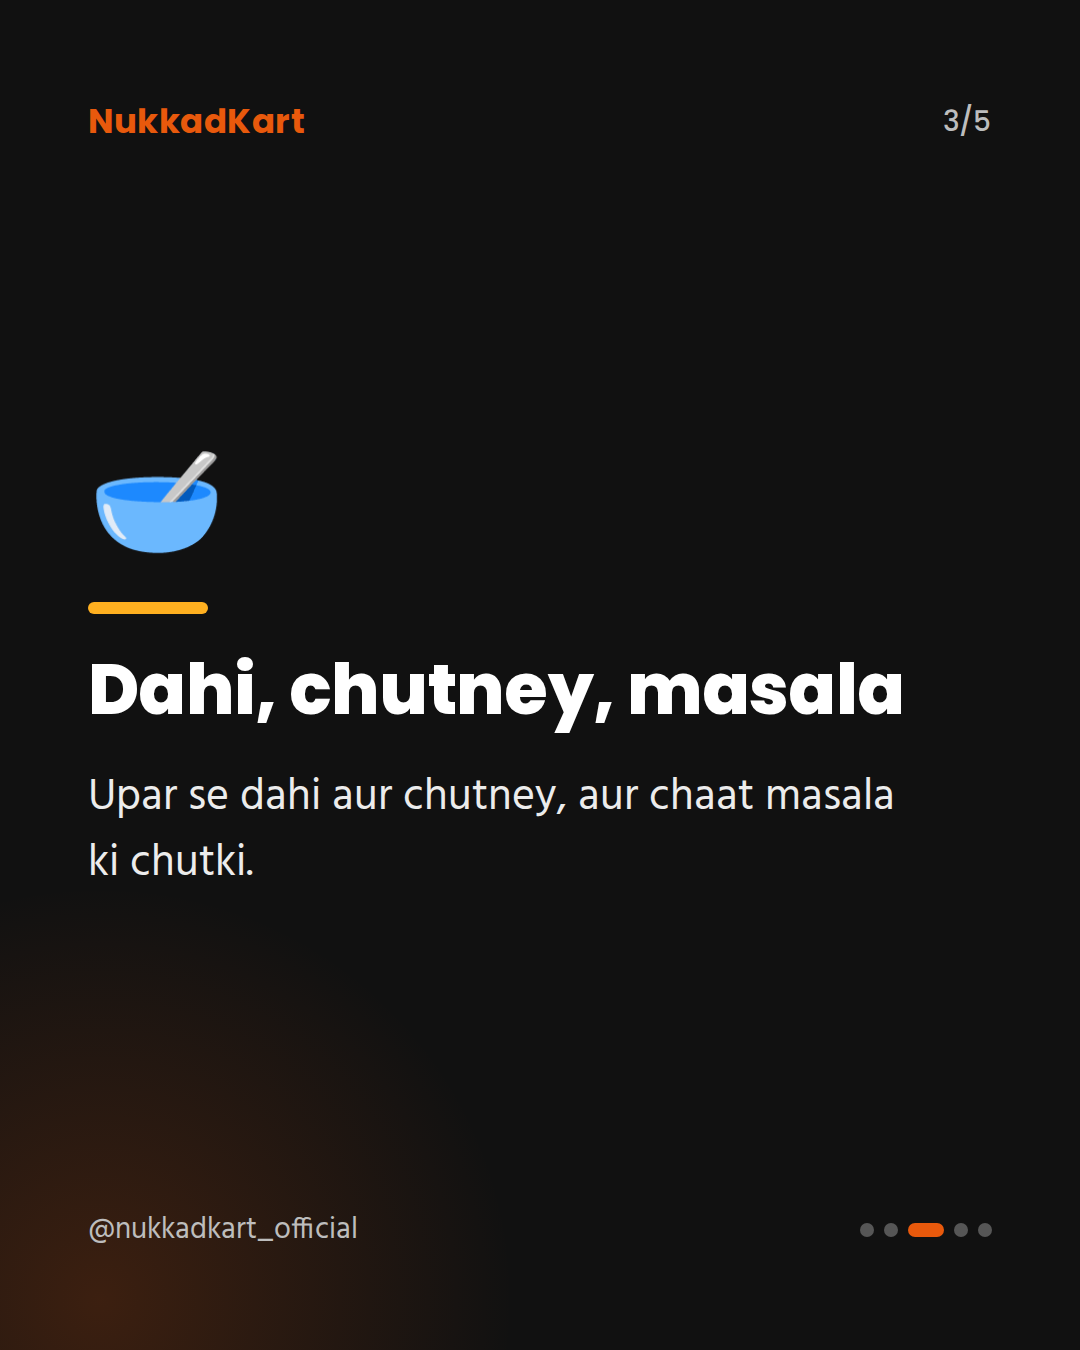 NukkadKart
3/5
Dahi, chutney, masala
Upar se dahi aur chutney, aur chaat masala
ki chutki.
@nukkadkart_official